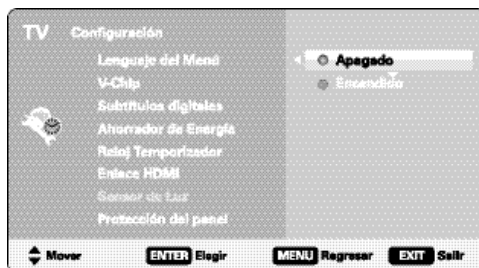 TV Configuración
Lenguaje del Menú
V-Chip
Subtítulos digitales
Ahorrador de Energía
Reloj Temporizador
Enlace HDMI
Sensor de Luz
Protección del panel
Apagado
Encendido
Mover ENTER Elegir MENU Regresar EXIT Salir